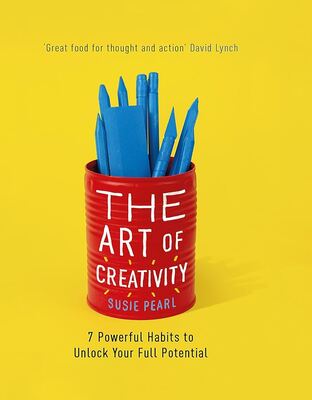 'Great food for thought and action' David Lynch
THE
ART OF
CREATIVITY
SUSIE PEARL
7 Powerful Habits to
Unlock Your Full Potential